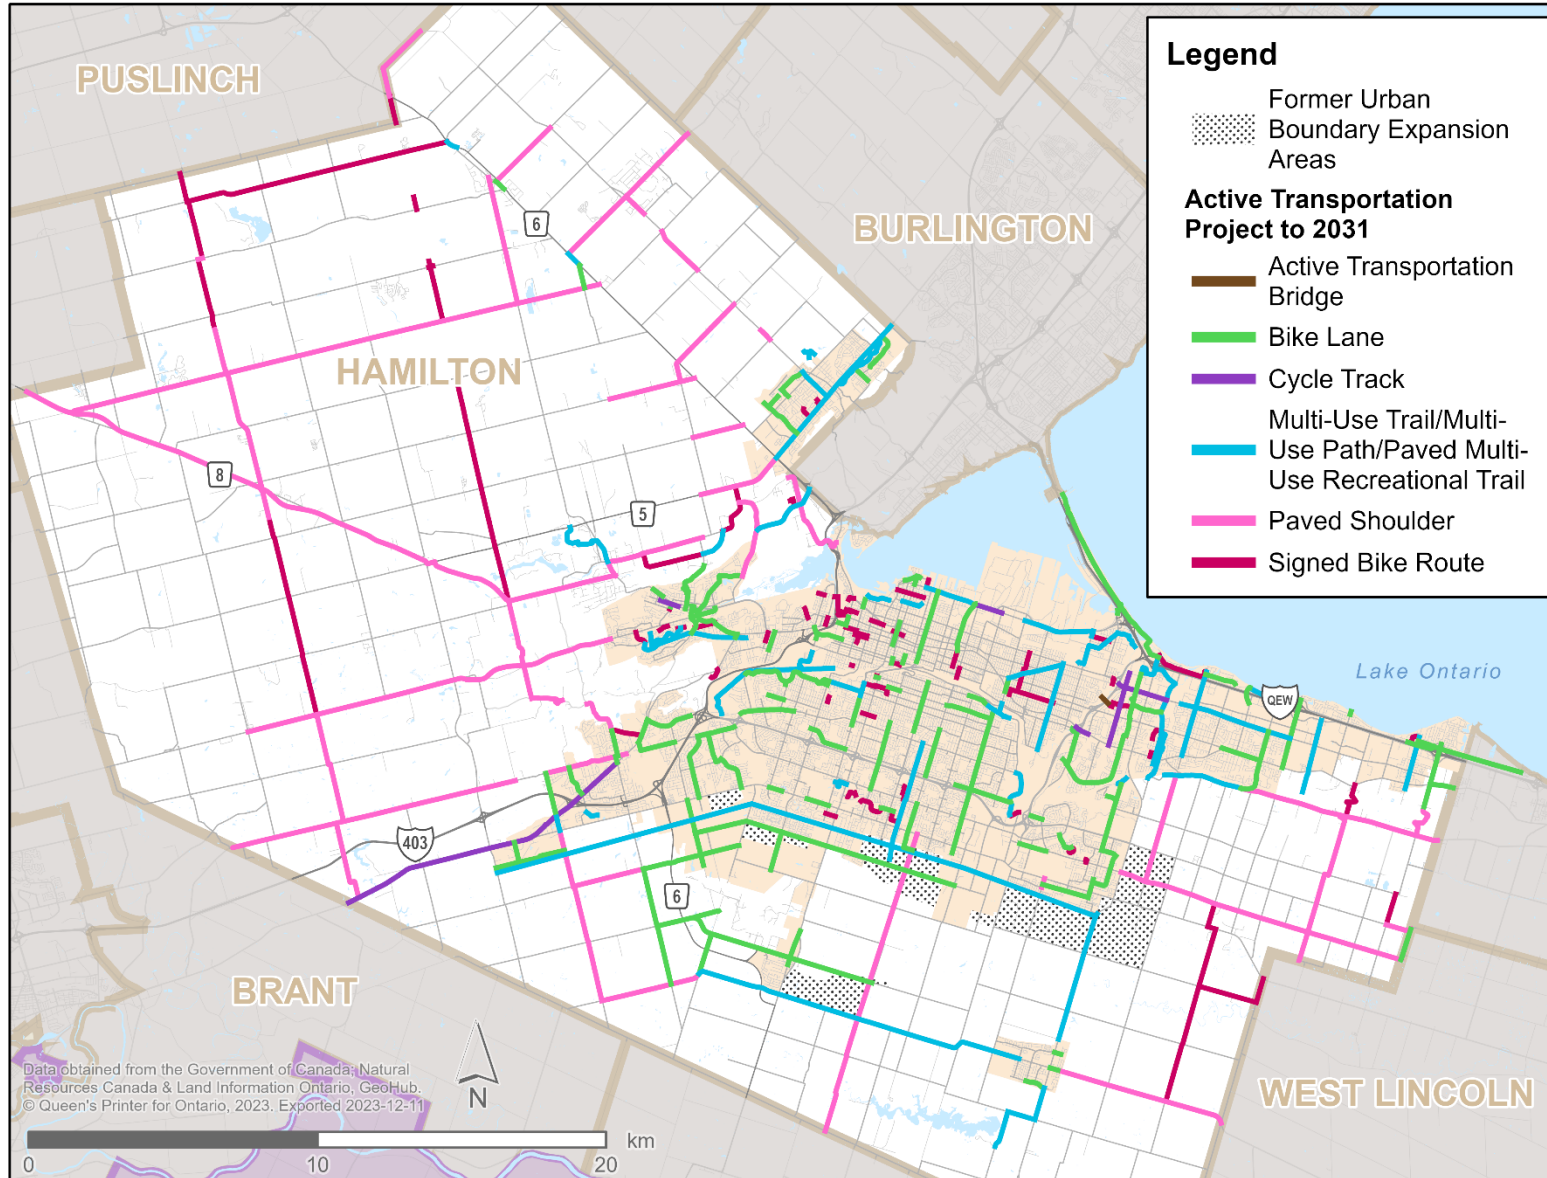 PUSLINCH
BURLINGTON
HAMILTON
BRANT
WEST LINCOLN
Lake Ontario
6
8
5
403
6
QEW
Legend
Former Urban
Boundary Expansion
Areas
Active Transportation
Project to 2031
Active Transportation
Bridge
Bike Lane
Cycle Track
Multi-Use Trail/Multi-
Use Path/Paved Multi-
Use Recreational Trail
Paved Shoulder
Signed Bike Route
Data obtained from the Government of Canada; Natural
Resources Canada & Land Information Ontario, GeoHub.
© Queen's Printer for Ontario, 2023. Exported 2023-12-11
N
km
0 10 20